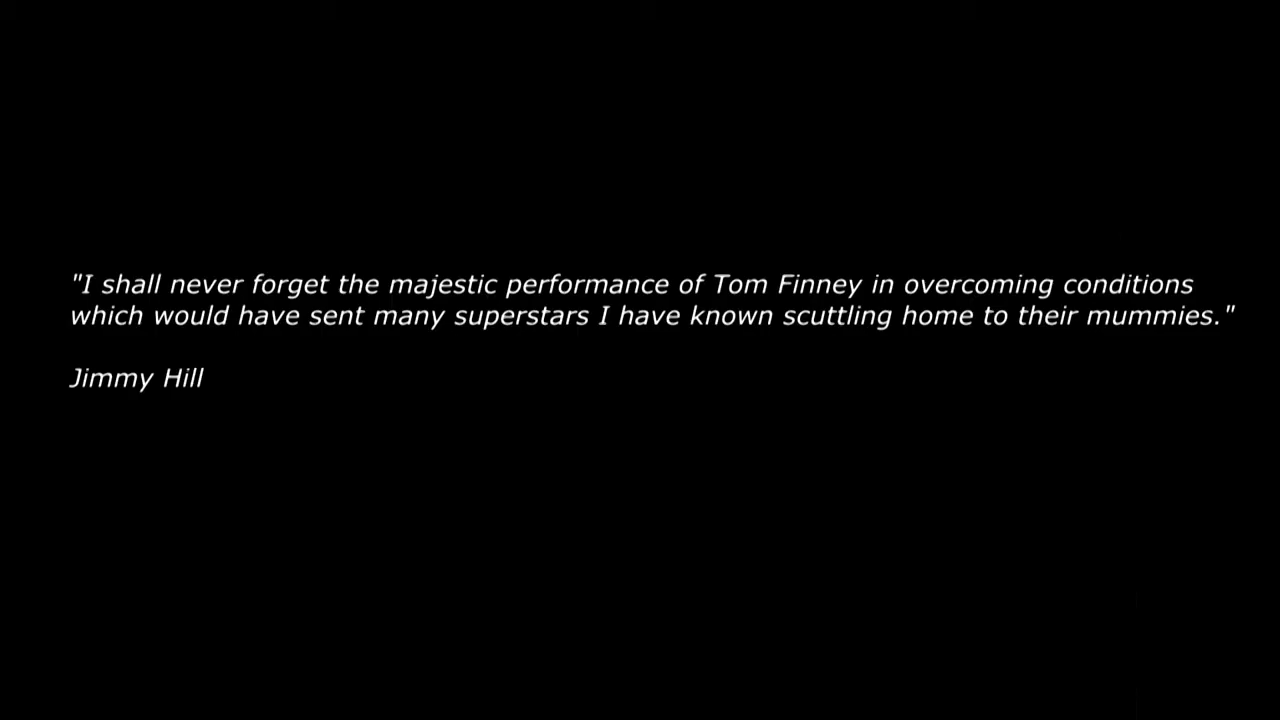 "I shall never forget the majestic performance of Tom Finney in overcoming conditions
which would have sent many superstars I have known scuttling home to their mummies."
Jimmy Hill